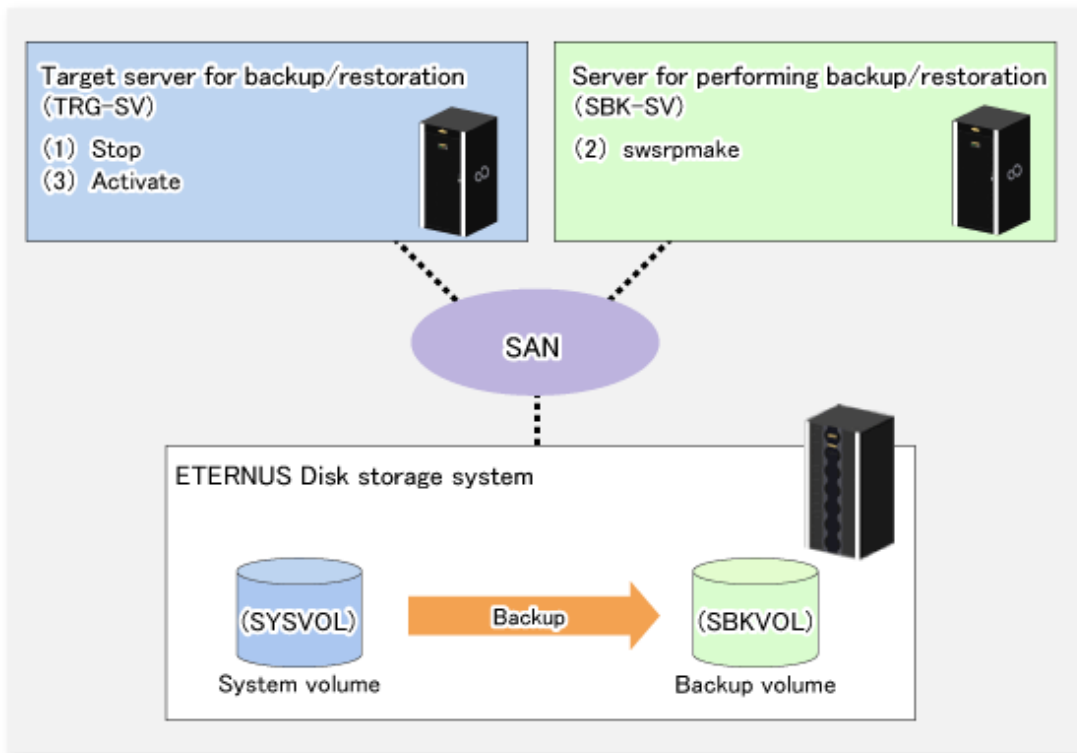 Target server for backup/restoration
(TRG-SV)
(1) Stop
(3) Activate
Server for performing backup/restoration
(SBK-SV)
(2) swsrpmake
SAN
ETERNUS Disk storage system
(SYSVOL)
Backup
(SBKVOL)
System volume
Backup volume